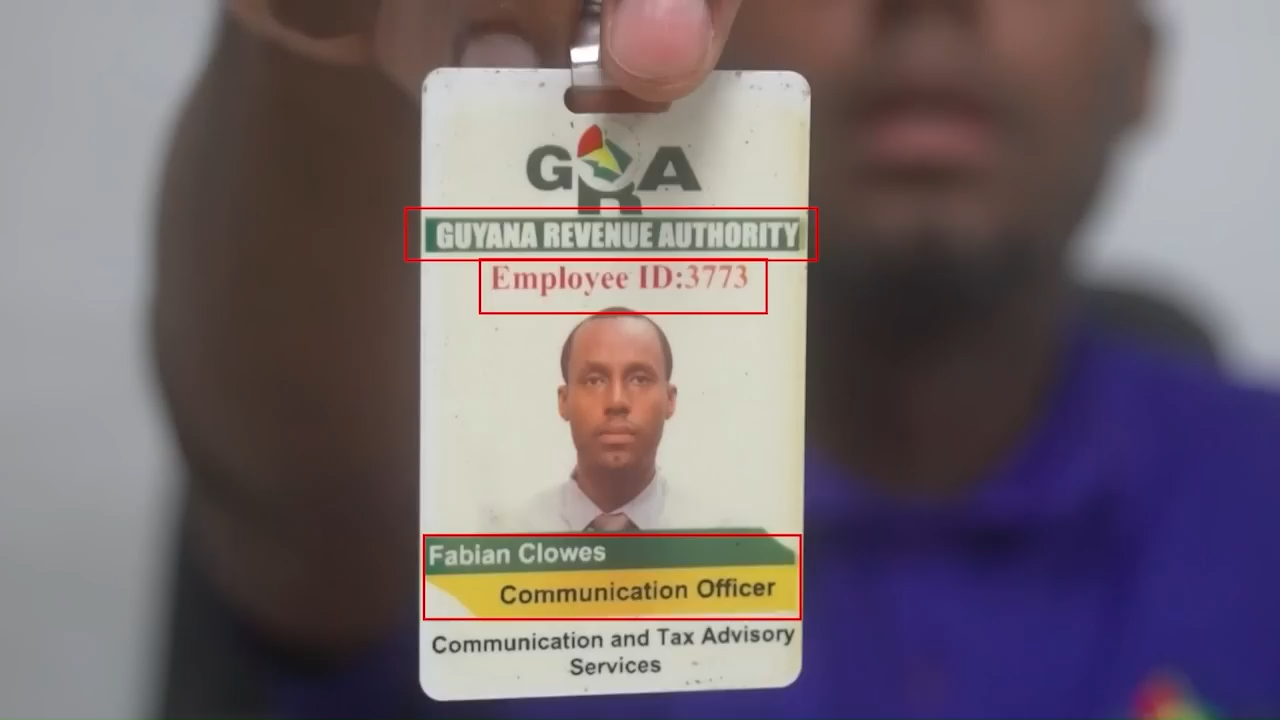 GRA
GUYANA REVENUE AUTHORITY
Employee ID:3773
Fabian Clowes
Communication Officer
Communication and Tax Advisory
Services